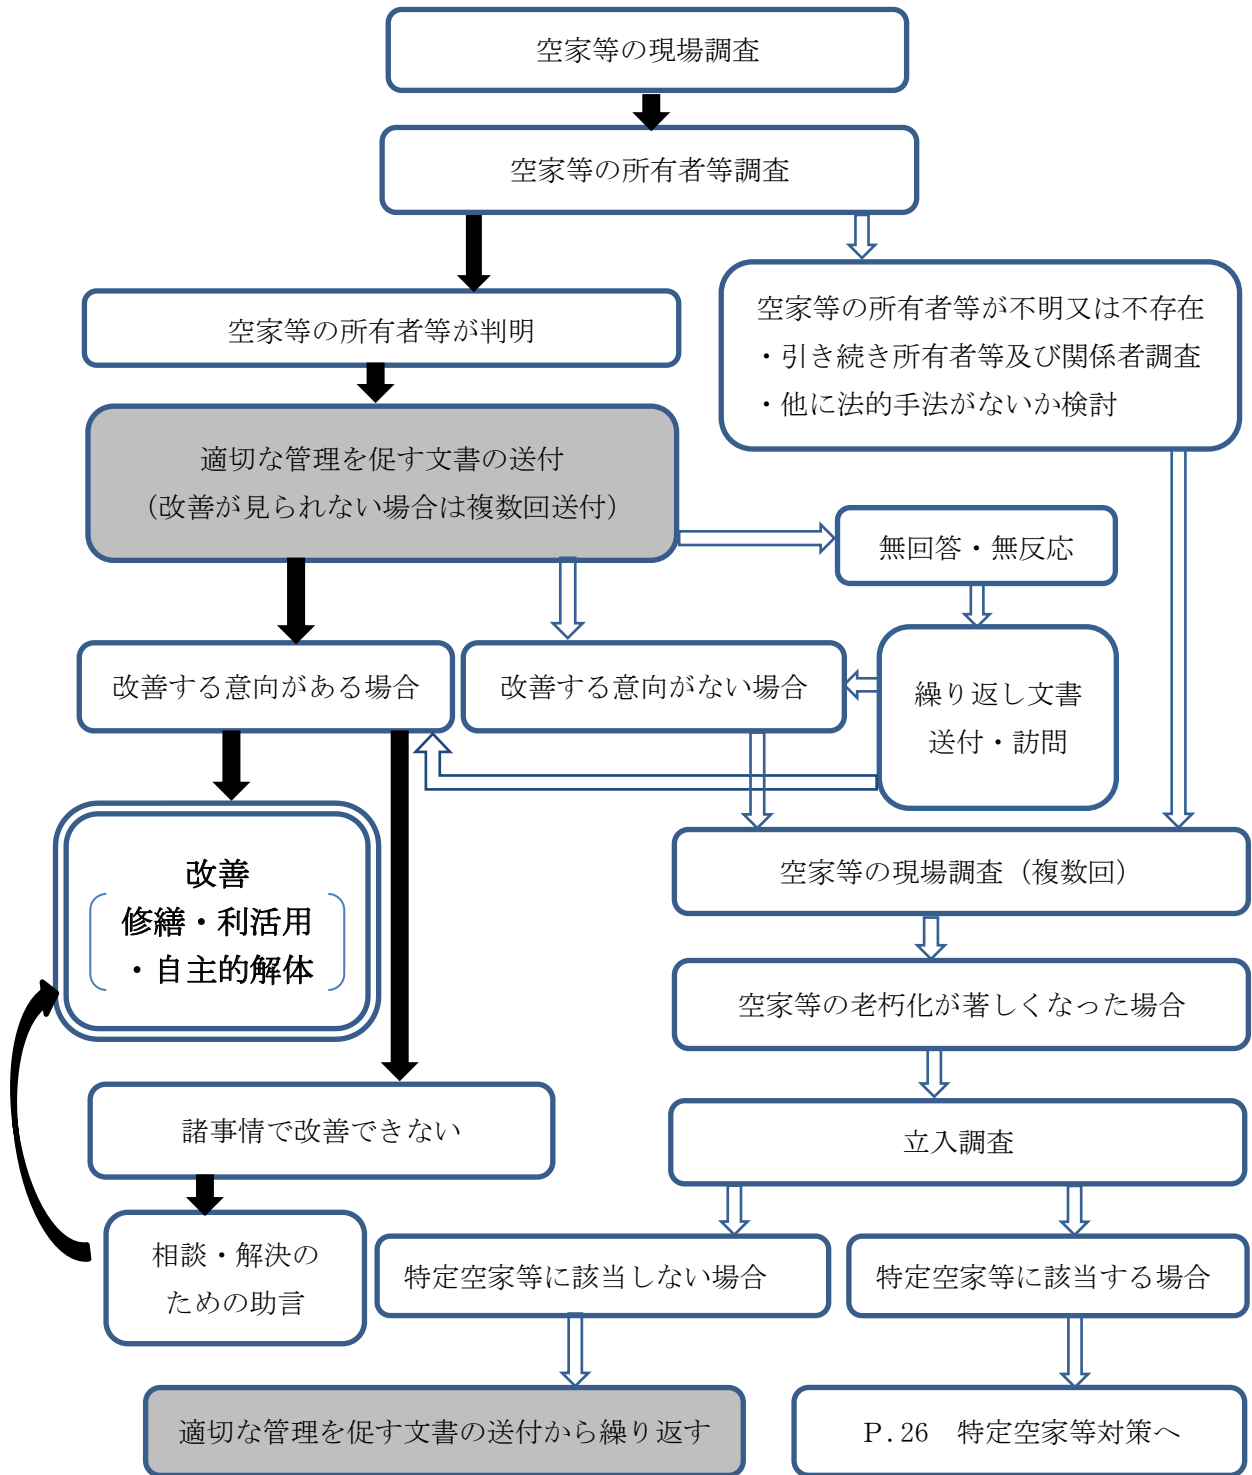 空家等の現場調査
空家等の所有者等調査
空家等の所有者等が判明
空家等の所有者等が不明又は不存在
・引き続き所有者等及び関係者調査
・他に法的手法がないか検討
適切な管理を促す文書の送付
（改善が見られない場合は複数回送付）
無回答・無反応
改善する意向がある場合
改善する意向がない場合
繰り返し文書
送付・訪問
改善
修繕・利活用
・自主的解体
空家等の現場調査（複数回）
空家等の老朽化が著しくなった場合
諸事情で改善できない
立入調査
相談・解決の
ための助言
特定空家等に該当しない場合
特定空家等に該当する場合
適切な管理を促す文書の送付から繰り返す
P.26　特定空家等対策へ